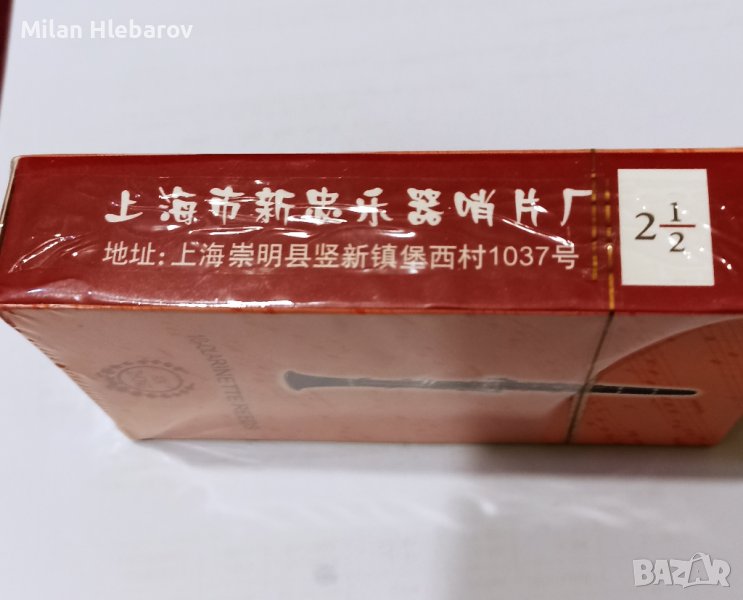 Milan Hlebarov
上海市新忠乐器哨片厂
地址:上海崇明县竖新镇堡西村1037号
2 1/2
BAZAR